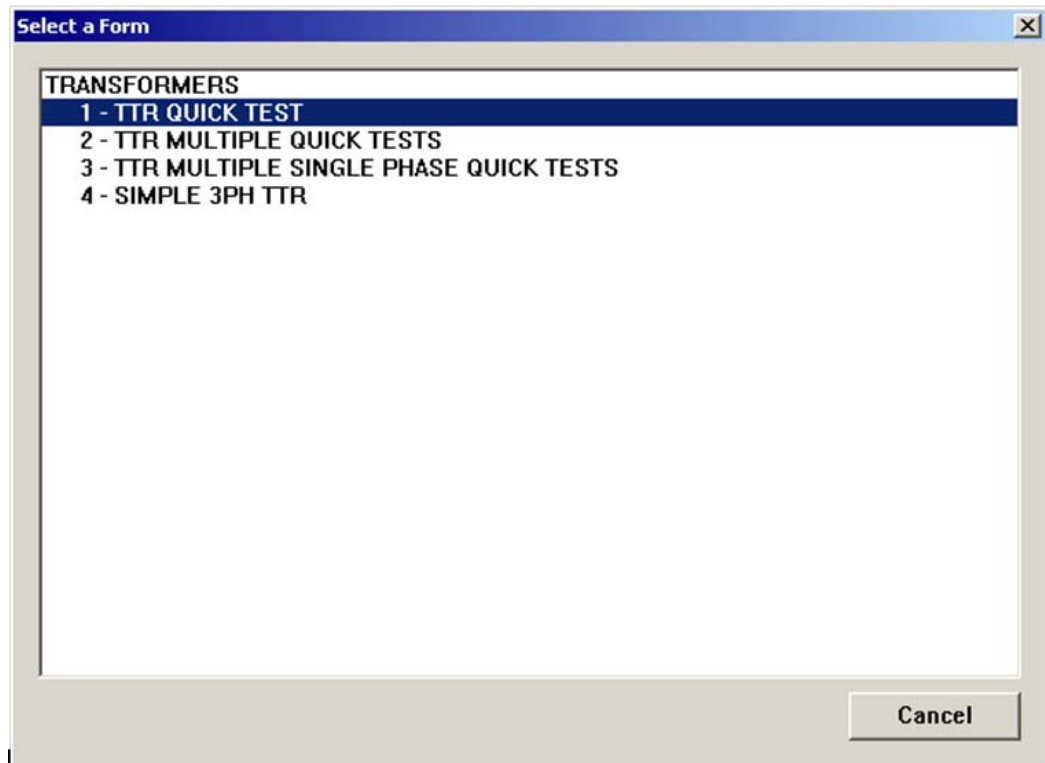 Select a Form
TRANSFORMERS
1 - TTR QUICK TEST
2 - TTR MULTIPLE QUICK TESTS
3 - TTR MULTIPLE SINGLE PHASE QUICK TESTS
4 - SIMPLE 3PH TTR
Cancel